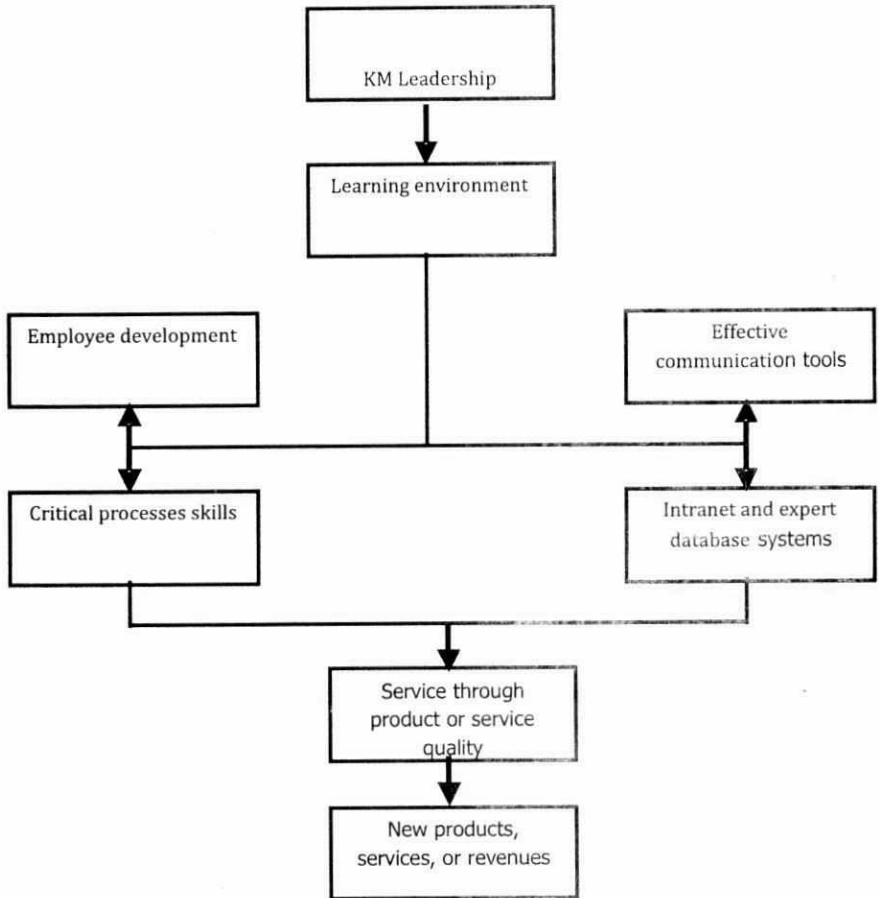 KM Leadership
Learning environment
Employee development
Effective
communication tools
Critical processes skills
Intranet and expert
database systems
Service through
product or service
quality
New products,
services, or revenues